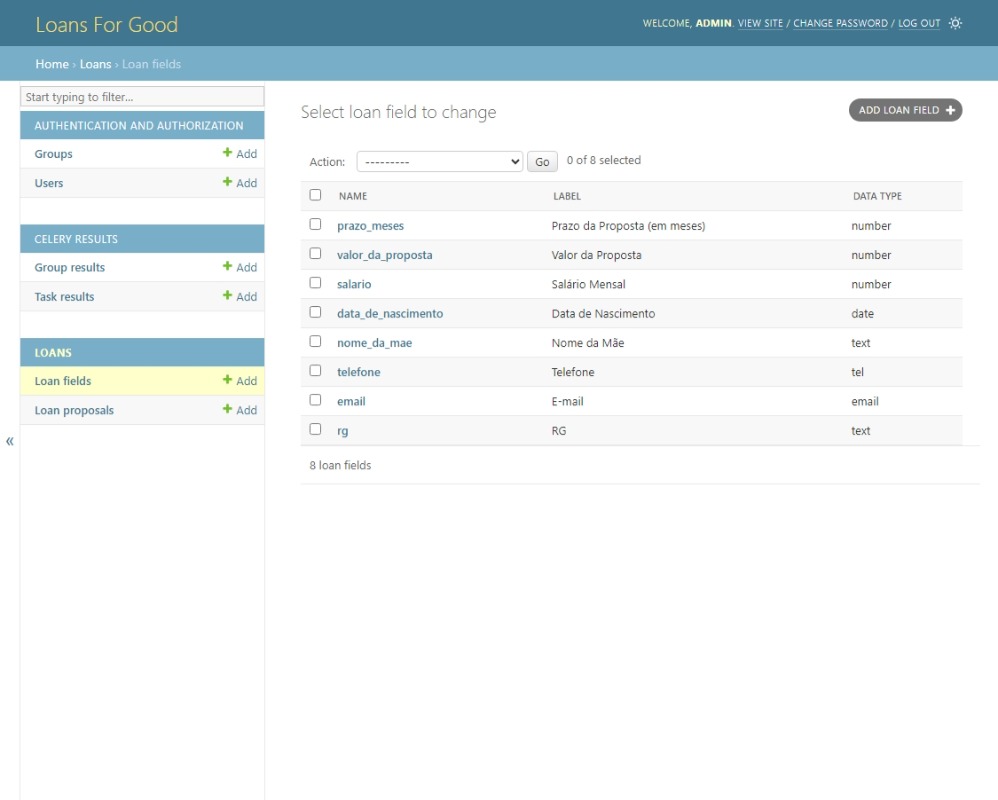 Loans For Good
WELCOME, ADMIN. VIEW SITE / CHANGE PASSWORD / LOG OUT
Home › Loans › Loan fields
Start typing to filter...
AUTHENTICATION AND AUTHORIZATION
Groups + Add
Users + Add
CELERY RESULTS
Group results + Add
Task results + Add
LOANS
Loan fields + Add
Loan proposals + Add
«
Select loan field to change
ADD LOAN FIELD +
Action: --------- Go 0 of 8 selected
NAME LABEL DATA TYPE
prazo_meses Prazo da Proposta (em meses) number
valor_da_proposta Valor da Proposta number
salario Salário Mensal number
data_de_nascimento Data de Nascimento date
nome_da_mae Nome da Mãe text
telefone Telefone tel
email E-mail email
rg RG text
8 loan fields